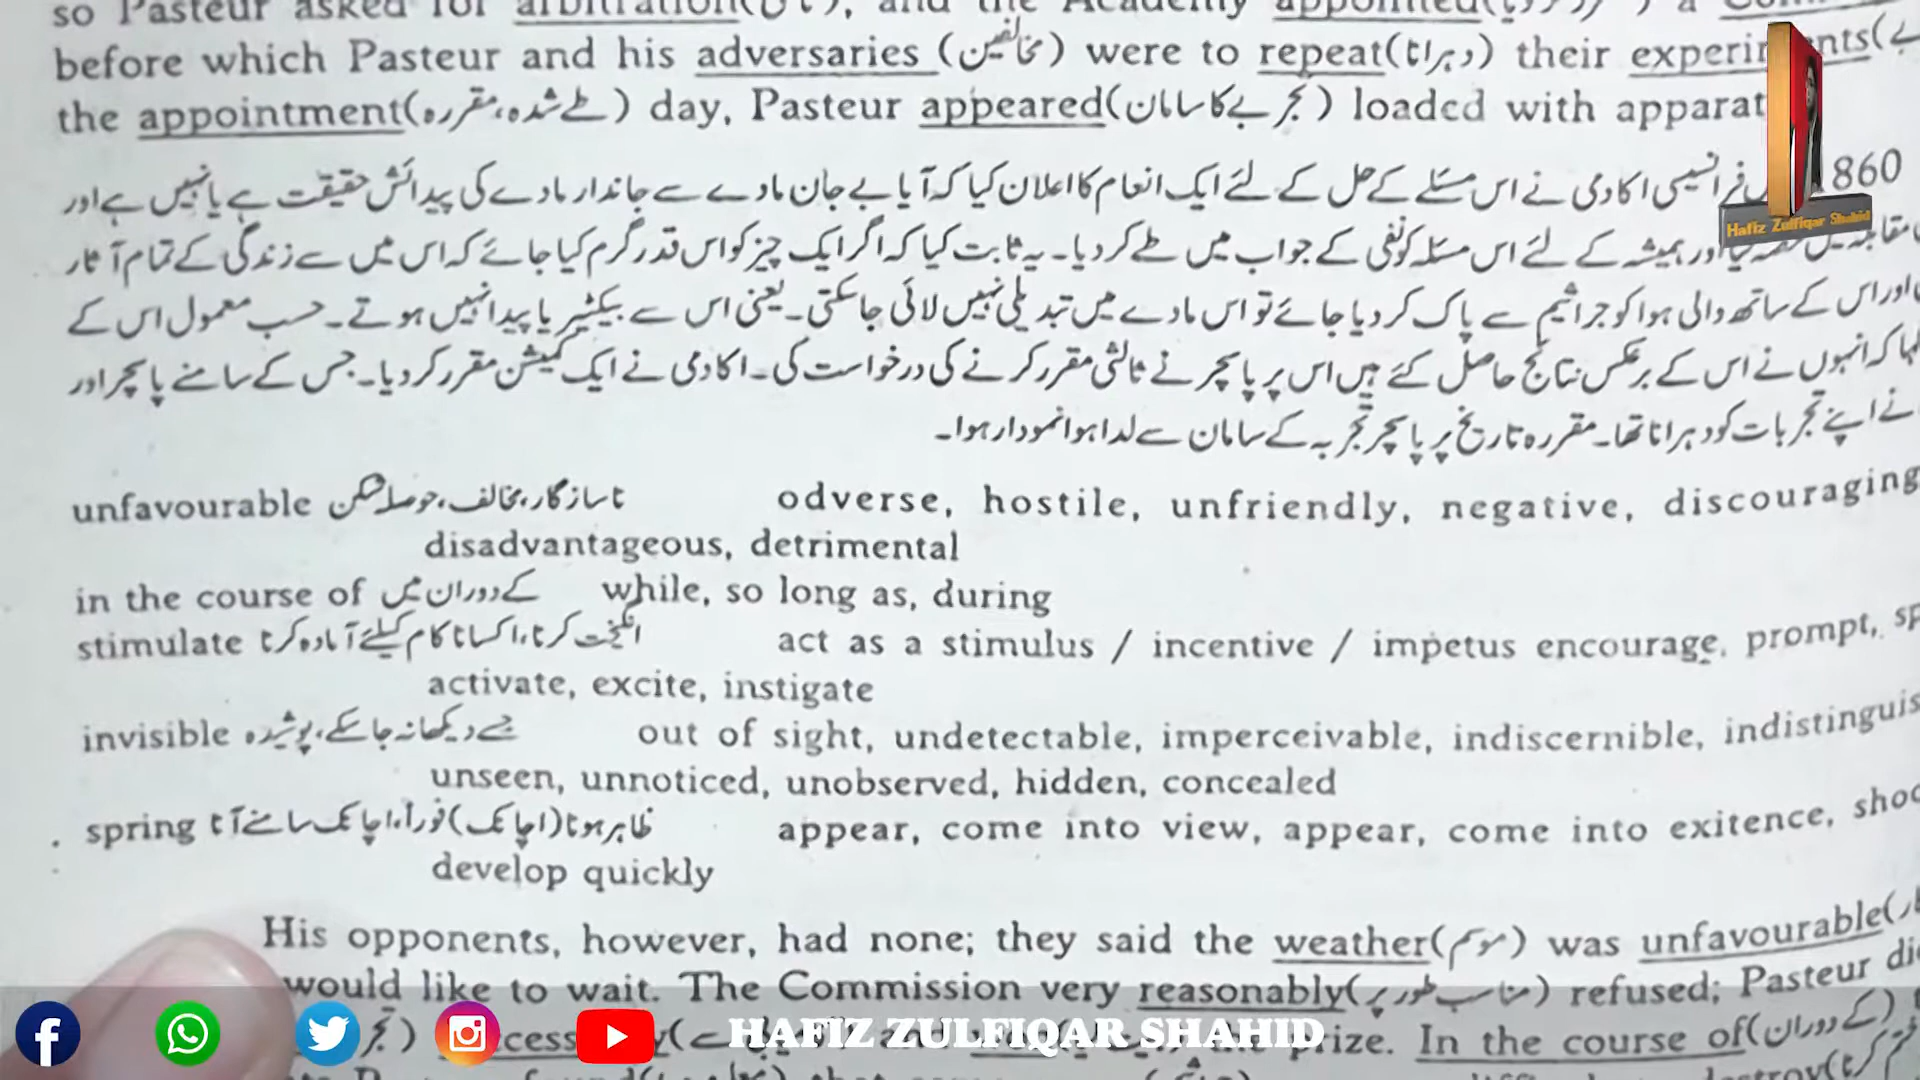 so Pasteur asked for arbitration( ), and the Academy appointed( ) a
before which Pasteur and his adversaries (مخالفین) were to repeat(دہرانا) their
the appointment(طے شدہ، مقررہ) day, Pasteur appeared(تجربے کا سامان) loaded with apparat
860 فرانسیسی اکادمی نے اس مسئلے کے حل کے لئے ایک انعام کا اعلان کیا کہ آیا بے جان مادے سے جاندار مادے کی پیدائش حقیقت ہے یا نہیں ہے اور
اور ہمیشہ کے لئے اس مسئلہ کو نفی کے جواب میں طے کر دیا۔ یہ ثابت کیا کہ اگر ایک چیز کو اس قدر گرم کیا جائے کہ اس میں سے زندگی کے تمام آثار
اور اس کے ساتھ والی ہوا کو جراثیم سے پاک کر دیا جائے تو اس مادے میں تبدیلی نہیں لائی جا سکتی۔ یعنی اس سے بیکٹیریا پیدا نہیں ہوتے۔ حسب معمول اس کے
کہ انہوں نے اس کے برعکس نتائج حاصل کئے ہیں اس پر پاسچر نے ثالثی مقرر کرنے کی درخواست کی۔ اکادمی نے ایک کمیشن مقرر کر دیا۔ جس کے سامنے پاسچر اور
نے اپنے تجربات کو دہرانا تھا۔ مقررہ تاریخ پر پاسچر تجربہ کے سامان سے لدا ہوا نمودار ہوا۔
unfavourable ناسازگار، مخالف، حوصلہ شکن odverse, hostile, unfriendly, negative, discouraging
disadvantageous, detrimental
in the course of کے دوران میں while, so long as, during
stimulate انگیخت کرنا، اکسانا کام کیلئے آمادہ کرنا act as a stimulus / incentive / impetus encourage, prompt, sp
activate, excite, instigate
invisible جسے دیکھا نہ جا سکے، پوشیدہ out of sight, undetectable, imperceivable, indiscernible, indistinguis
unseen, unnoticed, unobserved, hidden, concealed
spring ظاہر ہونا (اچانک) فوراً، اچانک سامنے آنا appear, come into view, appear, come into exitence, shoo
develop quickly
His opponents, however, had none; they said the weather(موسم) was unfavourable(
would like to wait. The Commission very reasonably(مناسب طور پر) refused; Pasteur di
prize. In the course of(کے دوران)
Hafiz Zulfiqar Shahid
HAFIZ ZULFIQAR SHAHID